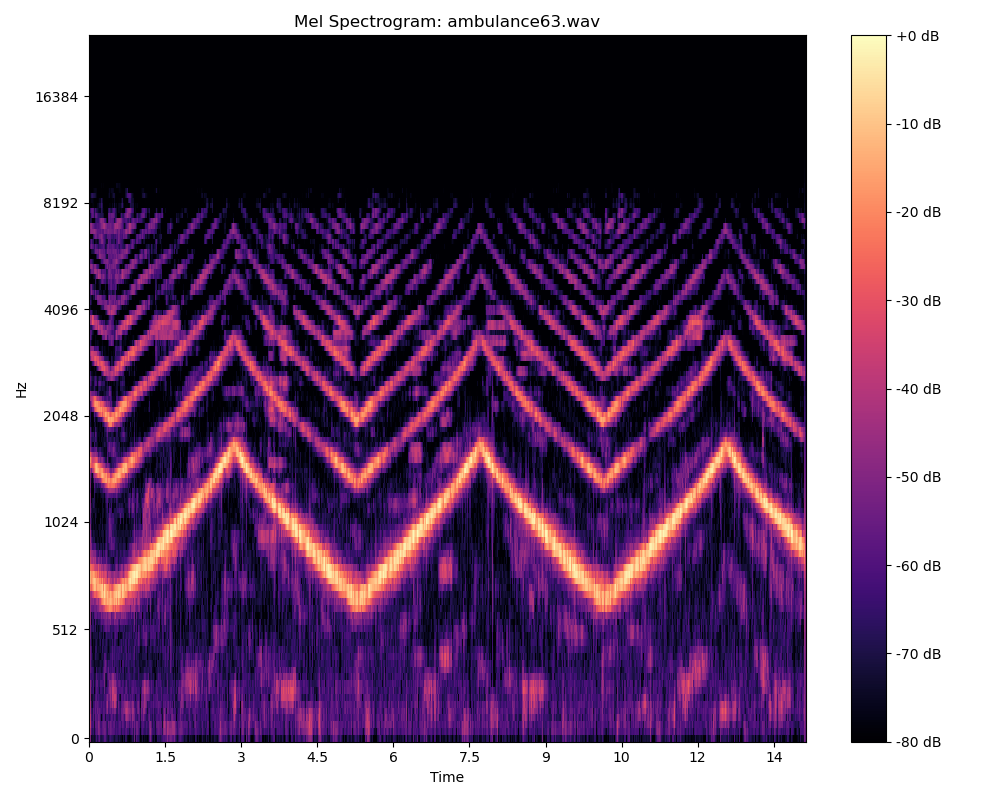 Mel Spectrogram: ambulance63.wav
Hz
16384
8192
4096
2048
1024
512
0
0 1.5 3 4.5 6 7.5 9 10 12 14
Time
+0 dB
-10 dB
-20 dB
-30 dB
-40 dB
-50 dB
-60 dB
-70 dB
-80 dB